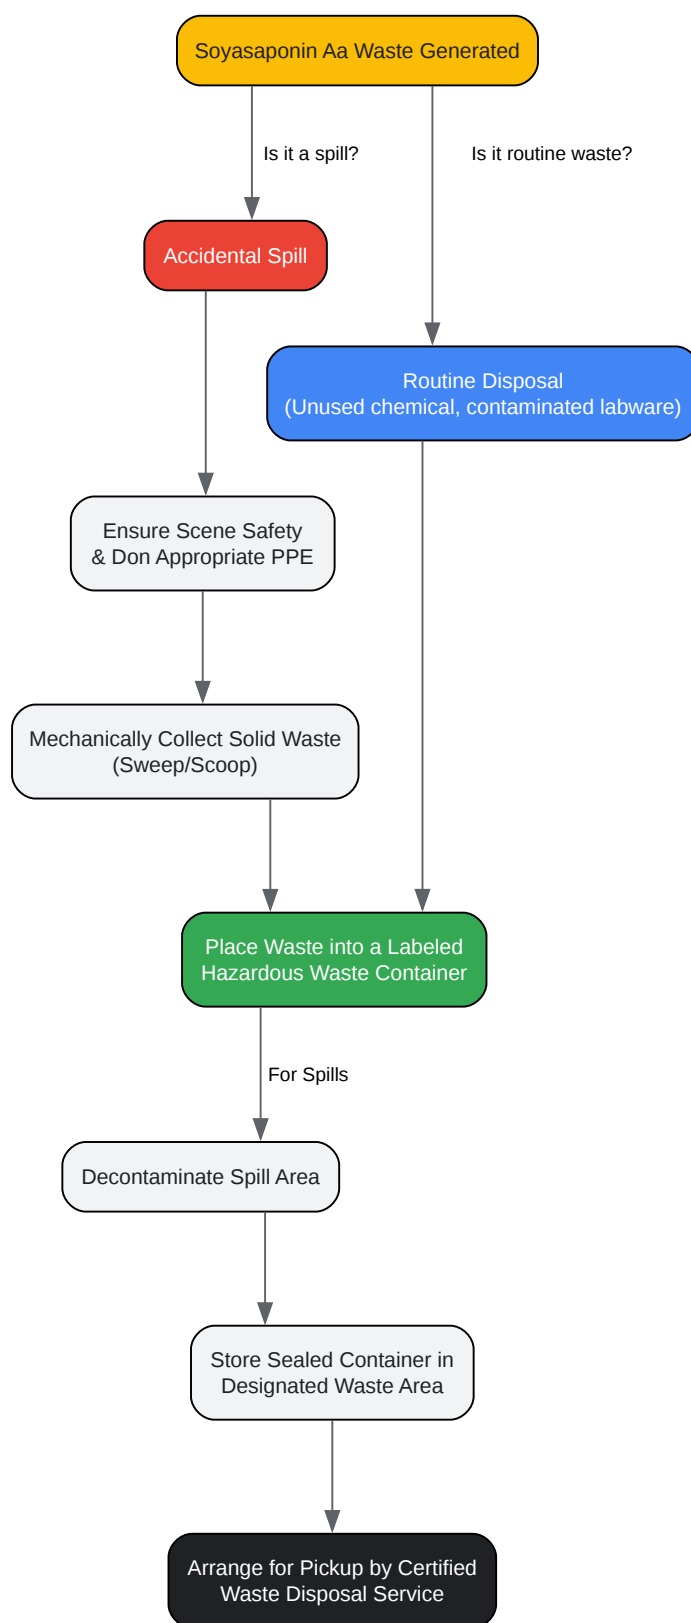 Soyasaponin Aa Waste Generated
Is it a spill?
Is it routine waste?
Accidental Spill
Routine Disposal
(Unused chemical, contaminated labware)
Ensure Scene Safety
& Don Appropriate PPE
Mechanically Collect Solid Waste
(Sweep/Scoop)
Place Waste into a Labeled
Hazardous Waste Container
For Spills
Decontaminate Spill Area
Store Sealed Container in
Designated Waste Area
Arrange for Pickup by Certified
Waste Disposal Service